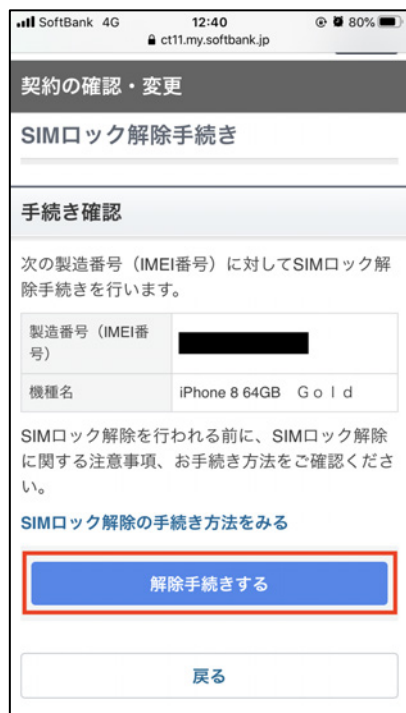 SoftBank 4G 12:40 80%
ct11.my.softbank.jp
契約の確認・変更
SIMロック解除手続き
手続き確認
次の製造番号（IMEI番号）に対してSIMロック解
除手続きを行います。
製造番号（IMEI番
号）
機種名 iPhone 8 64GB　Ｇｏｌｄ
SIMロック解除を行われる前に、SIMロック解除
に関する注意事項、お手続き方法をご確認くださ
い。
SIMロック解除の手続き方法をみる
解除手続きする
戻る